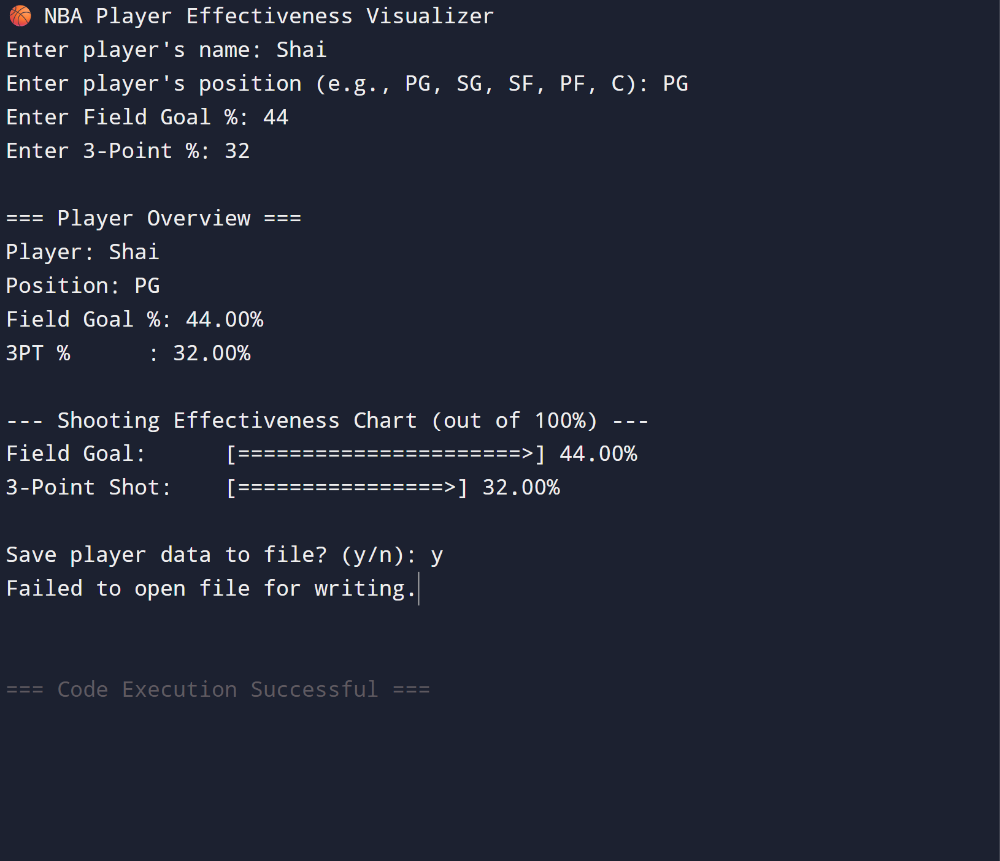 🏀 NBA Player Effectiveness Visualizer
Enter player's name: Shai
Enter player's position (e.g., PG, SG, SF, PF, C): PG
Enter Field Goal %: 44
Enter 3-Point %: 32
=== Player Overview ===
Player: Shai
Position: PG
Field Goal %: 44.00%
3PT %      : 32.00%
--- Shooting Effectiveness Chart (out of 100%) ---
Field Goal:      [======================>] 44.00%
3-Point Shot:    [================>] 32.00%
Save player data to file? (y/n): y
Failed to open file for writing.
=== Code Execution Successful ===